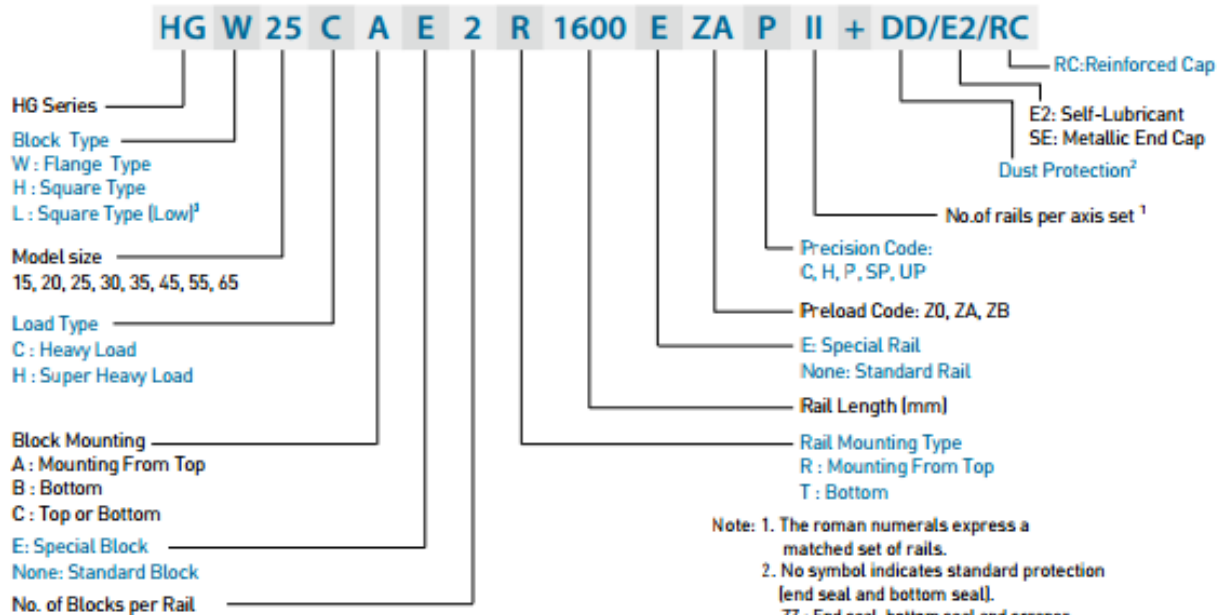 HG W 25 C A E 2 R 1600 E ZA P II + DD/E2/RC
RC:Reinforced Cap
HG Series
E2: Self-Lubricant
SE: Metallic End Cap
Block Type
W : Flange Type
H : Square Type
L : Square Type (Low)³
Dust Protection²
No.of rails per axis set ¹
Model size
15, 20, 25, 30, 35, 45, 55, 65
Precision Code:
C, H, P, SP, UP
Load Type
C : Heavy Load
H : Super Heavy Load
Preload Code: Z0, ZA, ZB
E: Special Rail
None: Standard Rail
Rail Length (mm)
Block Mounting
A : Mounting From Top
B : Bottom
C : Top or Bottom
Rail Mounting Type
R : Mounting From Top
T : Bottom
E: Special Block
None: Standard Block
No. of Blocks per Rail
Note: 1. The roman numerals express a
matched set of rails.
2. No symbol indicates standard protection
(end seal and bottom seal).
ZZ : End seal, bottom seal and